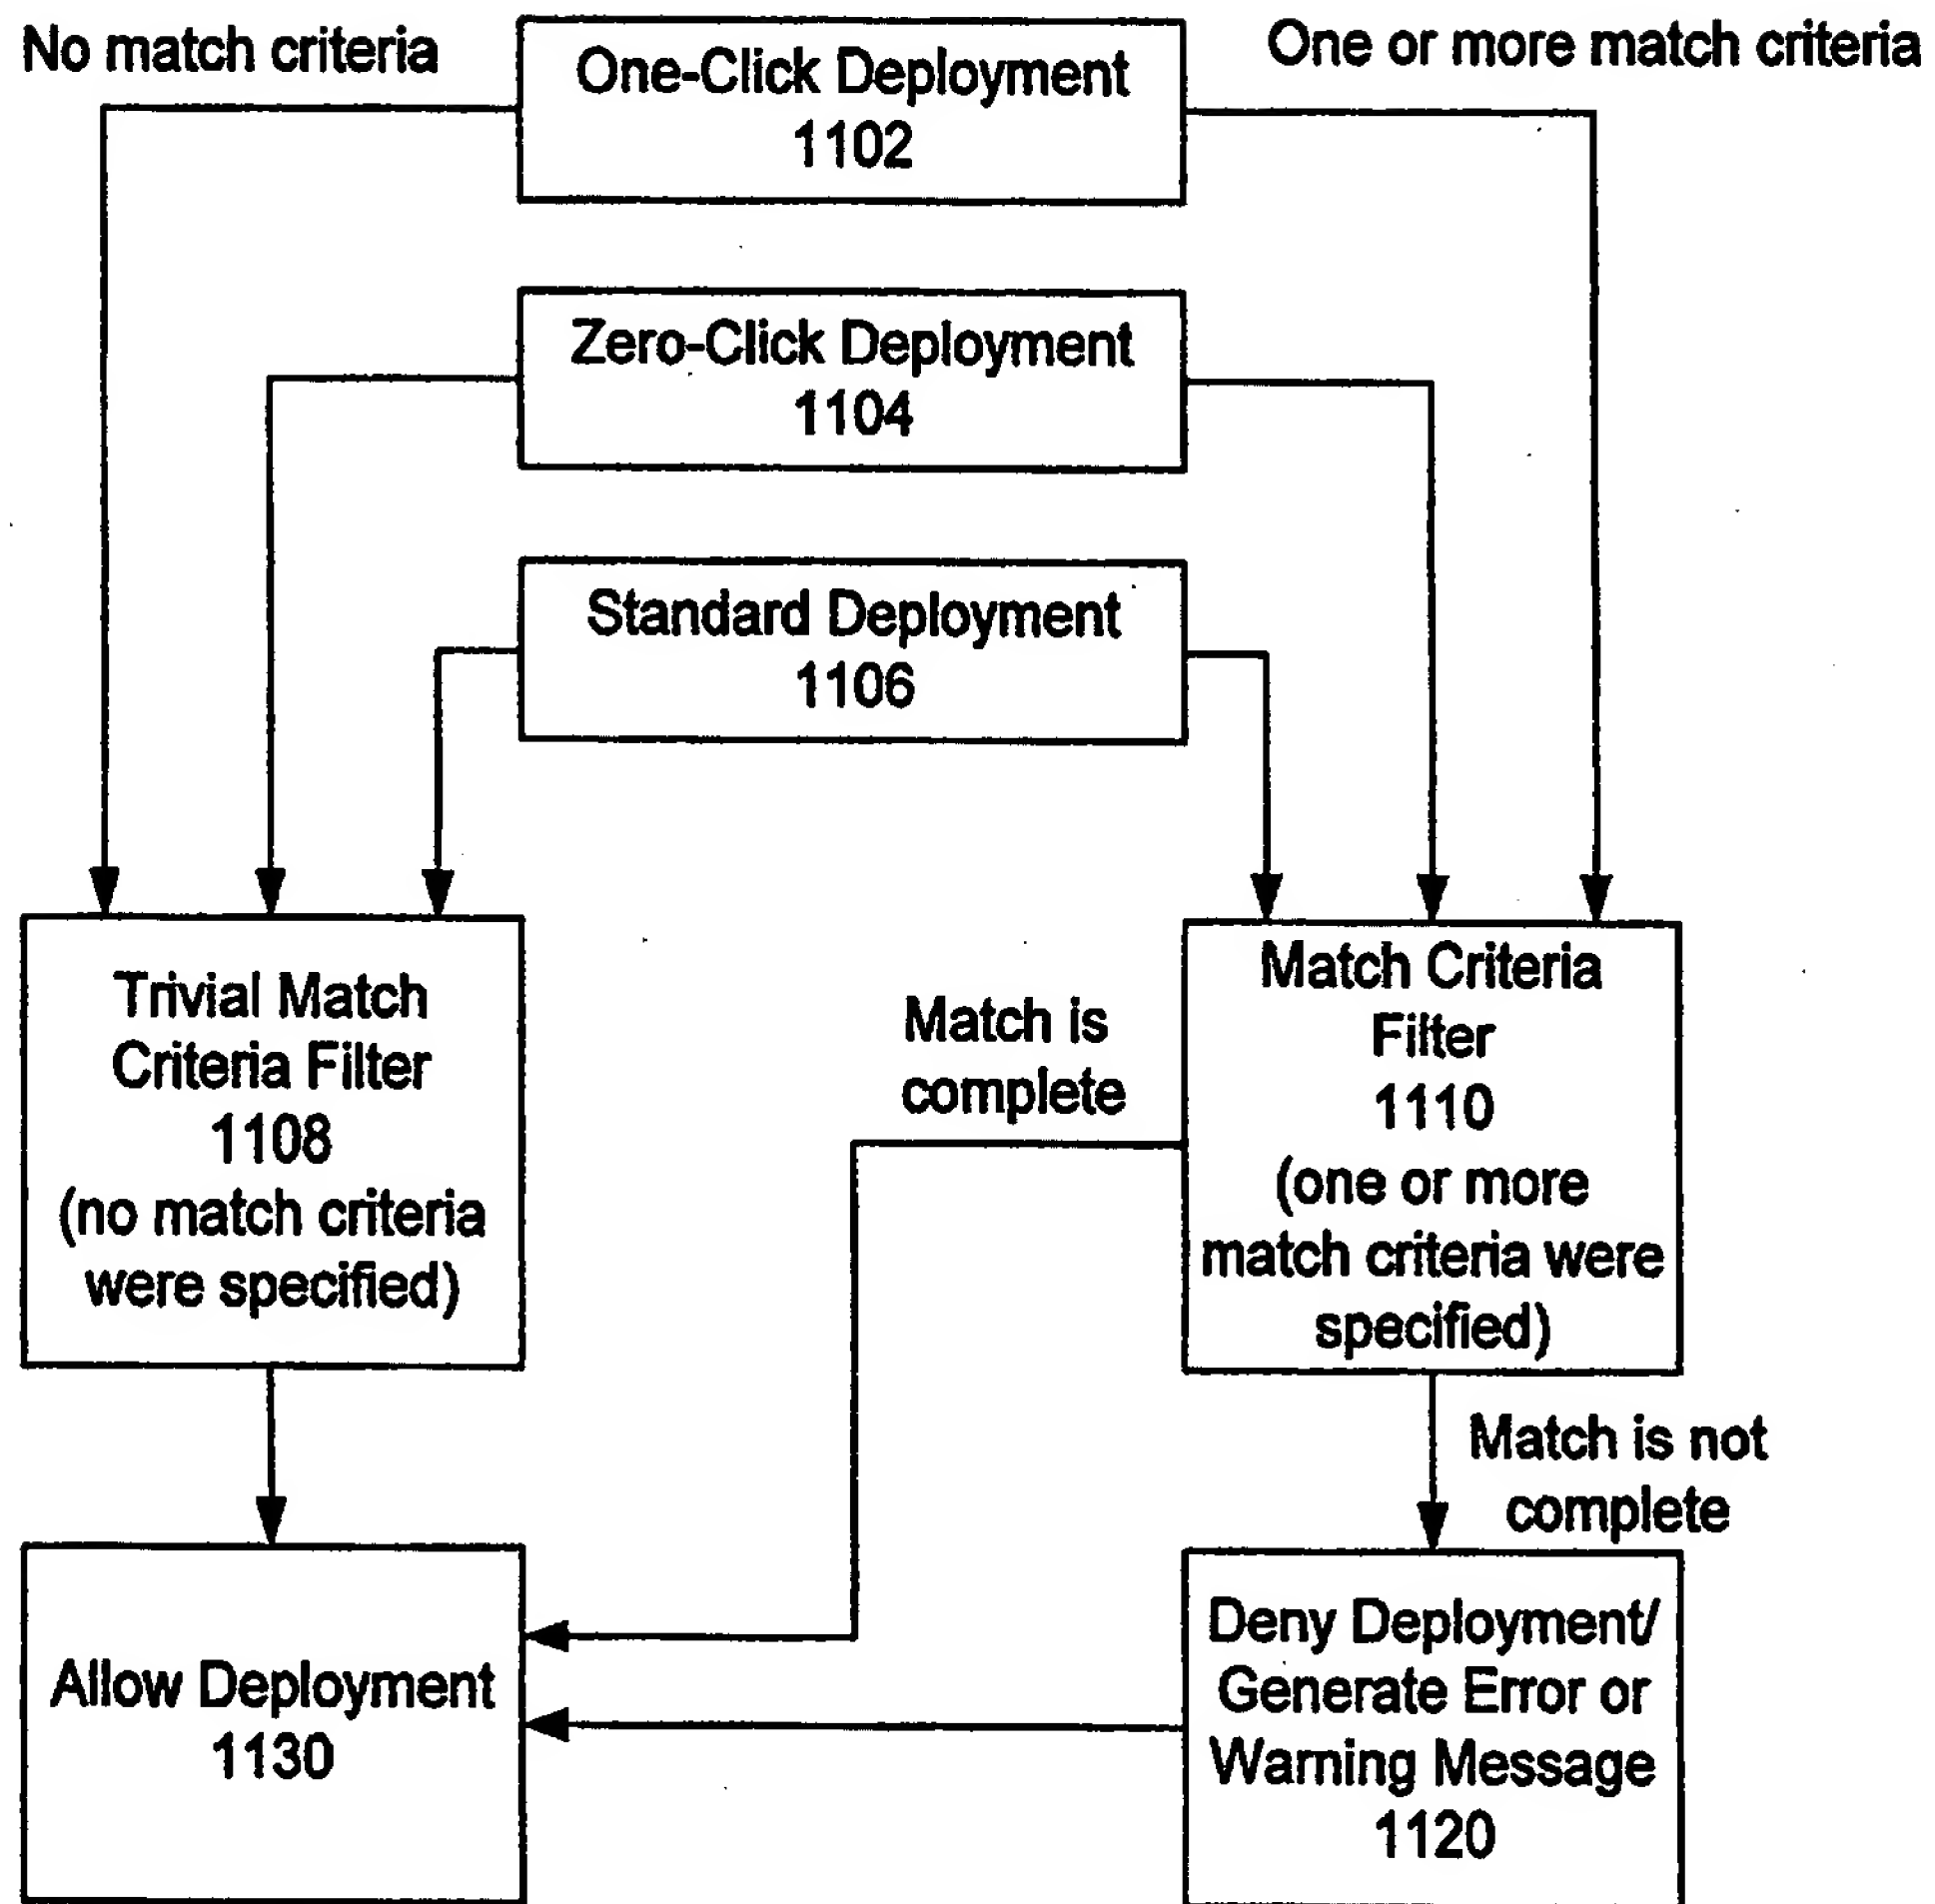 No match criteria
One-Click Deployment
1102
One or more match criteria
Zero-Click Deployment
1104
Standard Deployment
1106
Trivial Match
Criteria Filter
1108
(no match criteria
were specified)
Match is
complete
Match Criteria
Filter
1110
(one or more
match criteria were
specified)
Match is not
complete
Allow Deployment
1130
Deny Deployment/
Generate Error or
Warning Message
1120